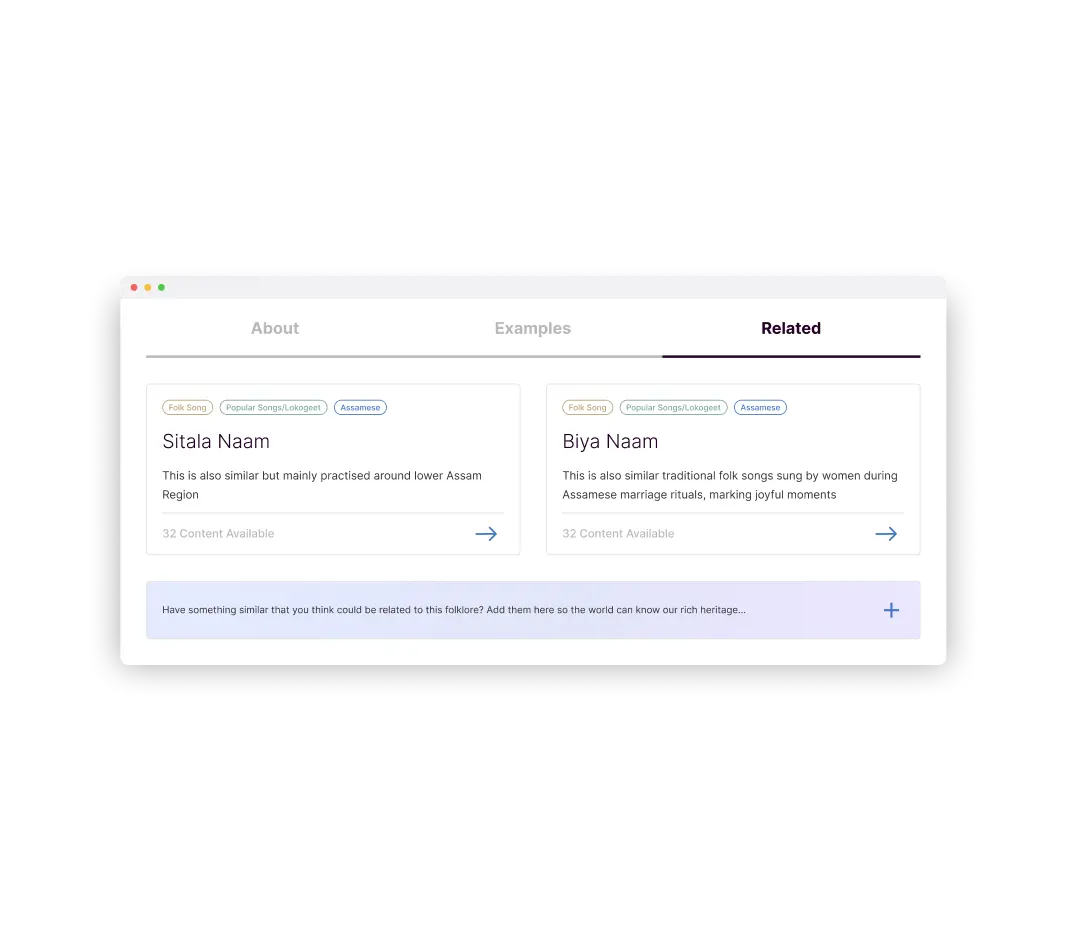 About
Examples
Related
Folk Song
Popular Songs/Lokogeet
Assamese
Sitala Naam
This is also similar but mainly practised around lower Assam
Region
32 Content Available
Folk Song
Popular Songs/Lokogeet
Assamese
Biya Naam
This is also similar traditional folk songs sung by women during
Assamese marriage rituals, marking joyful moments
32 Content Available
Have something similar that you think could be related to this folklore? Add them here so the world can know our rich heritage...